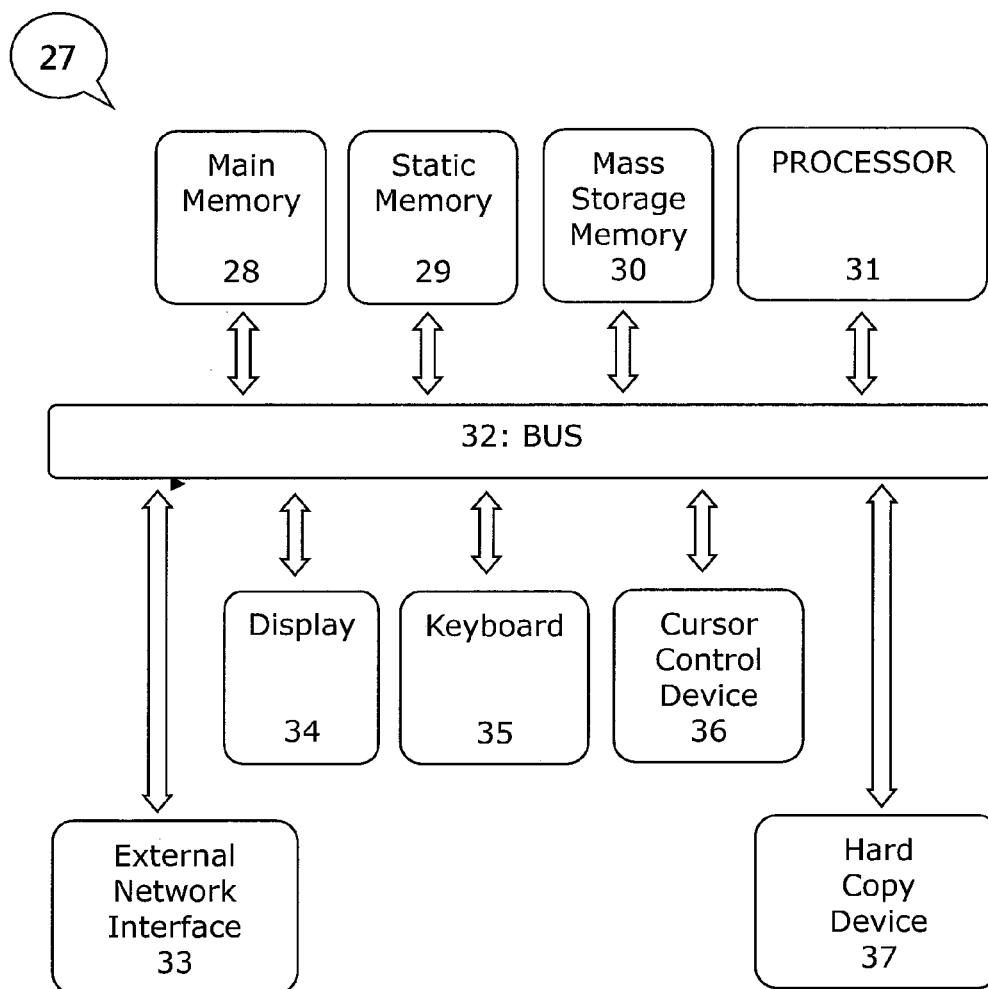 27
Main
Memory
28
Static
Memory
29
Mass
Storage
Memory
30
PROCESSOR
31
32: BUS
Display
34
Keyboard
35
Cursor
Control
Device
36
External
Network
Interface
33
Hard
Copy
Device
37